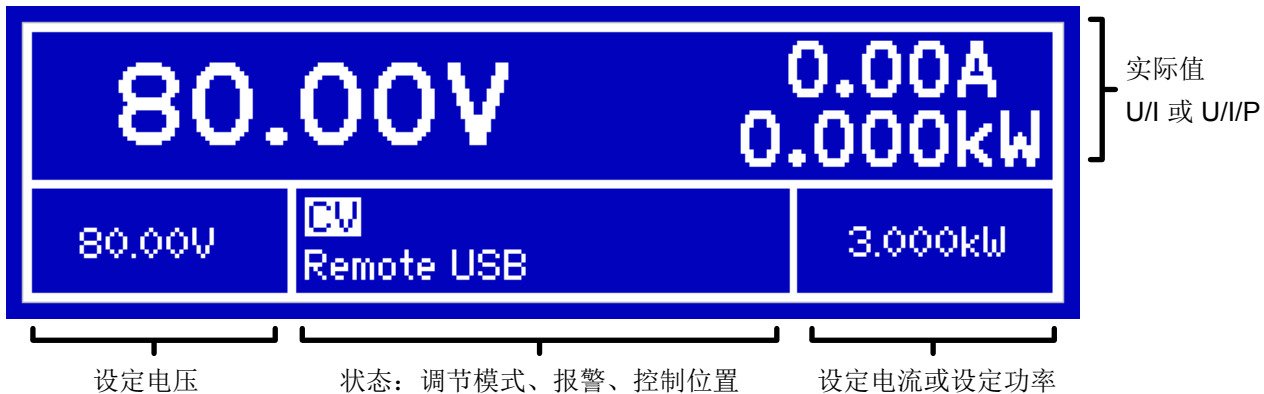 80.00V
0.00A
0.000kW
实际值
U/I 或 U/I/P
80.00V
CV
Remote USB
3.000kW
设定电压
状态：调节模式、报警、控制位置
设定电流或设定功率